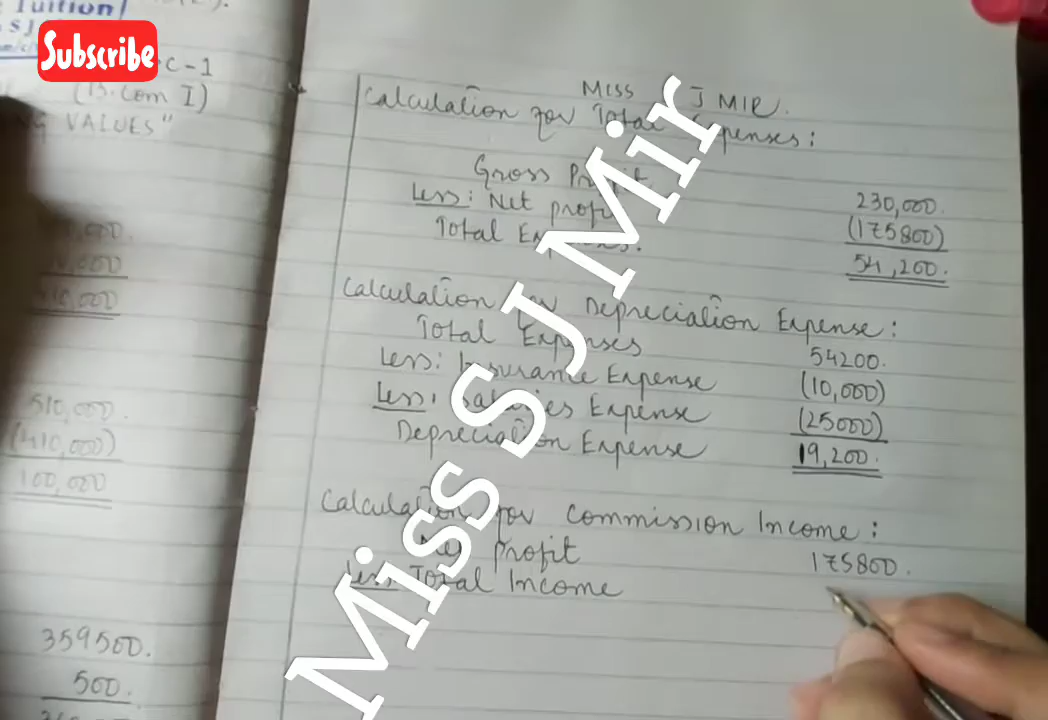 Tuition/
SJ
Subscribe
C-1
(B.Com I)
VALUES"
MISS J MIR.
Calculation for Total Expenses:
Gross Profit 230,000.
Less: Net profit (175800)
Total Expenses. 54,200.
Calculation for Depreciation Expense:
Total Expenses 54200.
Less: Insurance Expense (10,000)
Less: Salaries Expense (25000)
Depreciation Expense 19,200.
Calculation for Commission Income:
Net Profit 175800.
Less: Total Income
510,000.
(410,000)
100,000
359500.
500.
Miss S J Mir